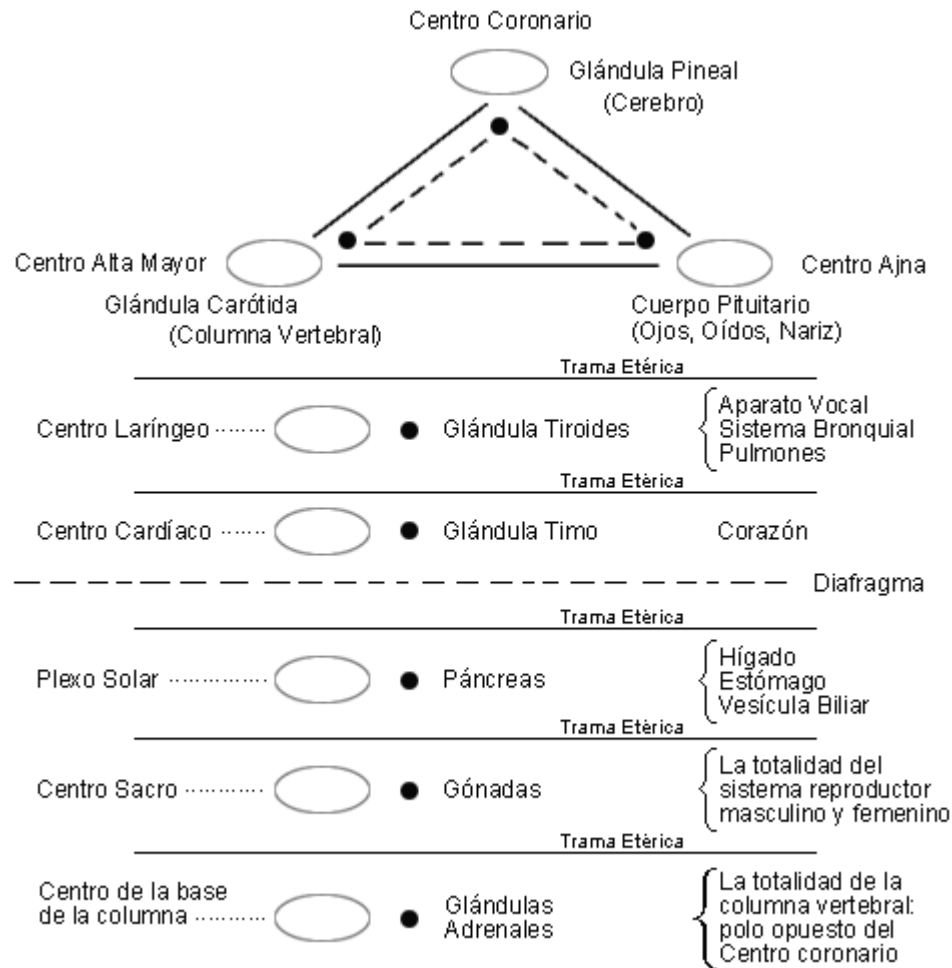 Centro Coronario
Glándula Pineal
(Cerebro)
Centro Alta Mayor
Centro Ajna
Glándula Carótida
(Columna Vertebral)
Cuerpo Pituitario
(Ojos, Oídos, Nariz)
Trama Etérica
Centro Laríngeo
Glándula Tiroides
Aparato Vocal
Sistema Bronquial
Pulmones
Trama Etérica
Centro Cardíaco
Glándula Timo
Corazón
Diafragma
Trama Etérica
Plexo Solar
Páncreas
Hígado
Estómago
Vesícula Biliar
Trama Etérica
Centro Sacro
Gónadas
La totalidad del
sistema reproductor
masculino y femenino
Trama Etérica
Centro de la base
de la columna
Glándulas
Adrenales
La totalidad de la
columna vertebral:
polo opuesto del
Centro coronario